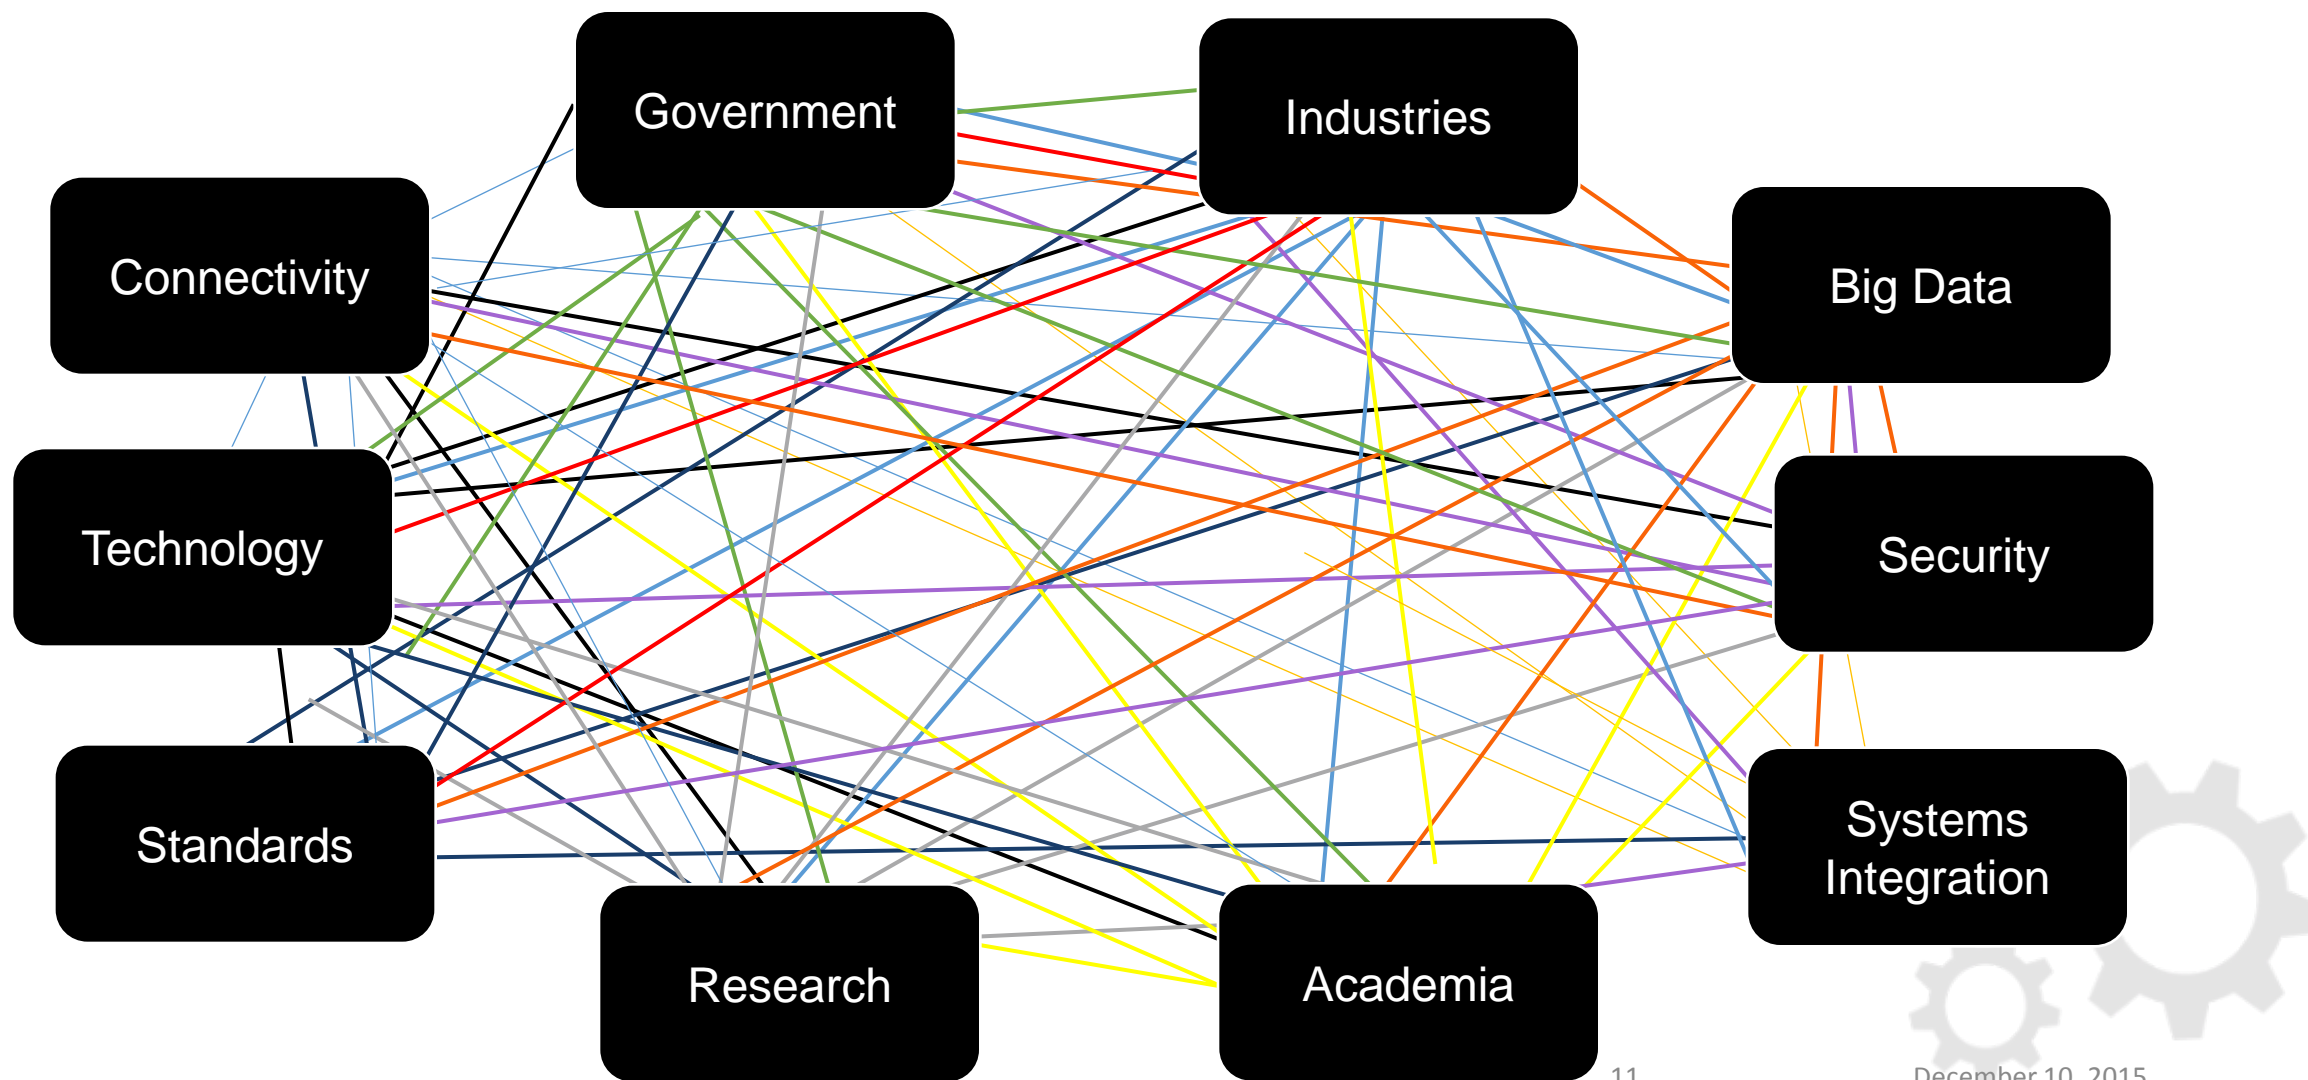 Government
Industries
Connectivity
Big Data
Technology
Security
Standards
Systems
Integration
Research
Academia
11
December 10, 2015